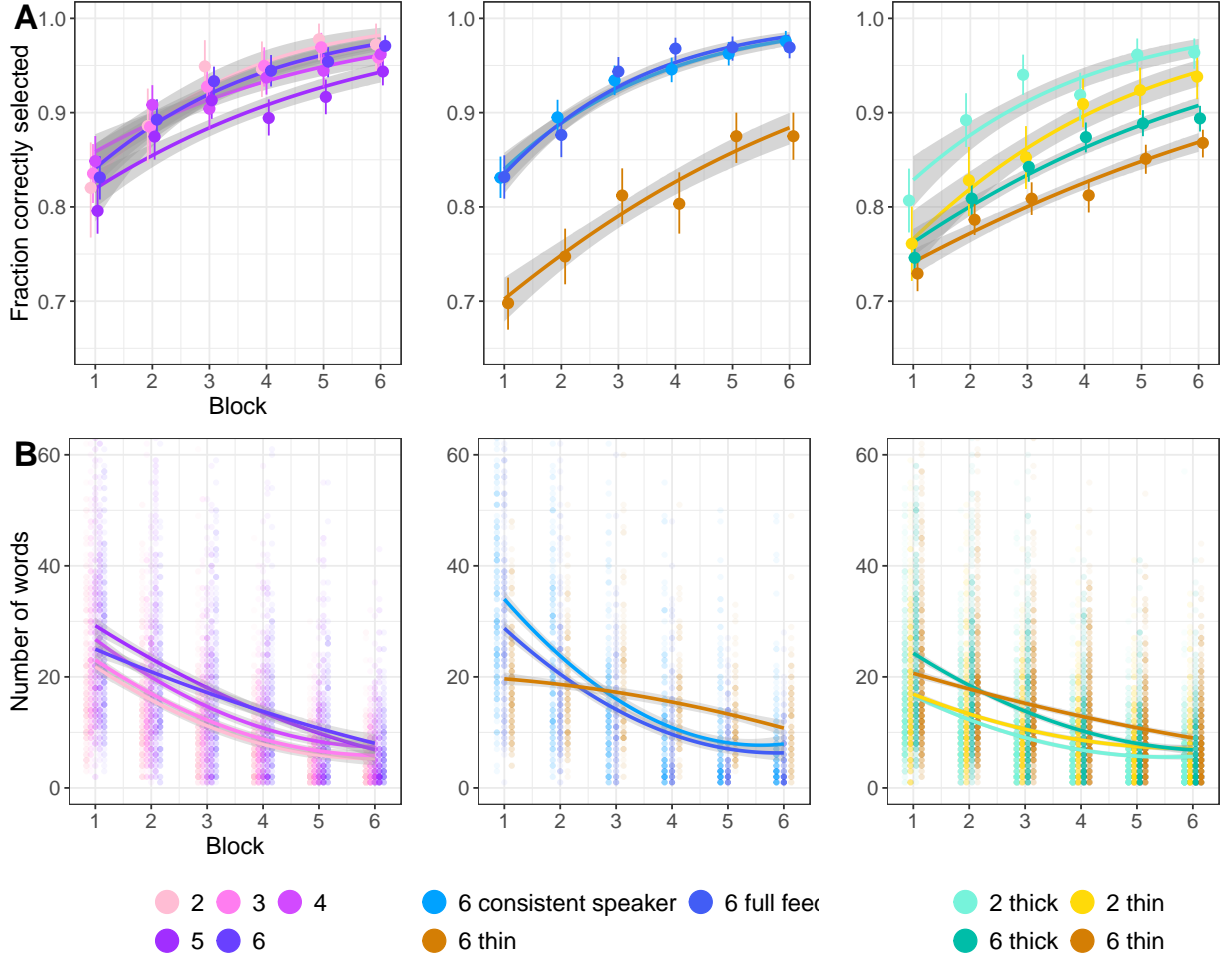 A
Fraction correctly selected
1.0 1.0 1.0
0.9 0.9 0.9
0.8 0.8 0.8
0.7 0.7 0.7
1 2 3 4 5 6 1 2 3 4 5 6 1 2 3 4 5 6
Block
B
Number of words
60 60 60
40 40 40
20 20 20
0 0 0
1 2 3 4 5 6 1 2 3 4 5 6 1 2 3 4 5 6
Block
2 3 4 6 consistent speaker 6 full feed 2 thick 2 thin
5 6 6 thin 6 thick 6 thin